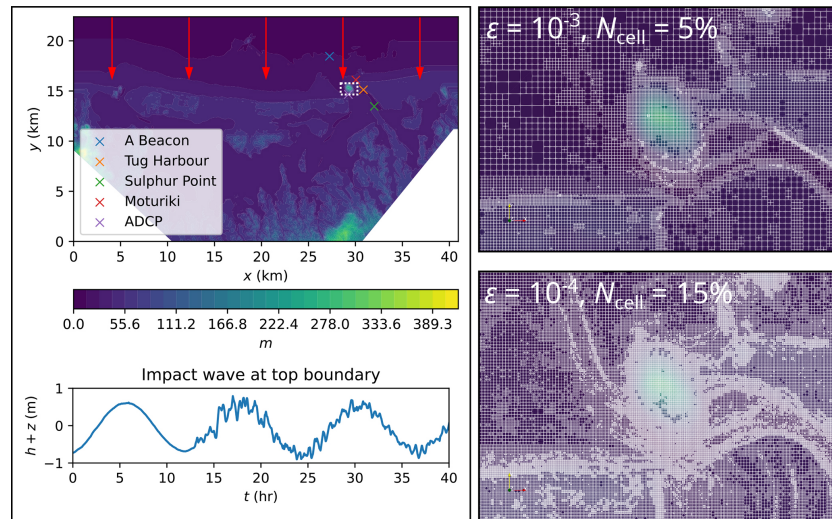 20
15
10
5
0
y (km)
A Beacon
Tug Harbour
Sulphur Point
Moturiki
ADCP
0 5 10 15 20 25 30 35 40
x (km)
0.0 55.6 111.2 166.8 222.4 278.0 333.6 389.3
m
Impact wave at top boundary
1
0
−1
h + z (m)
0 5 10 15 20 25 30 35 40
t (hr)
ε = 10⁻³, N_cell = 5%
ε = 10⁻⁴, N_cell = 15%